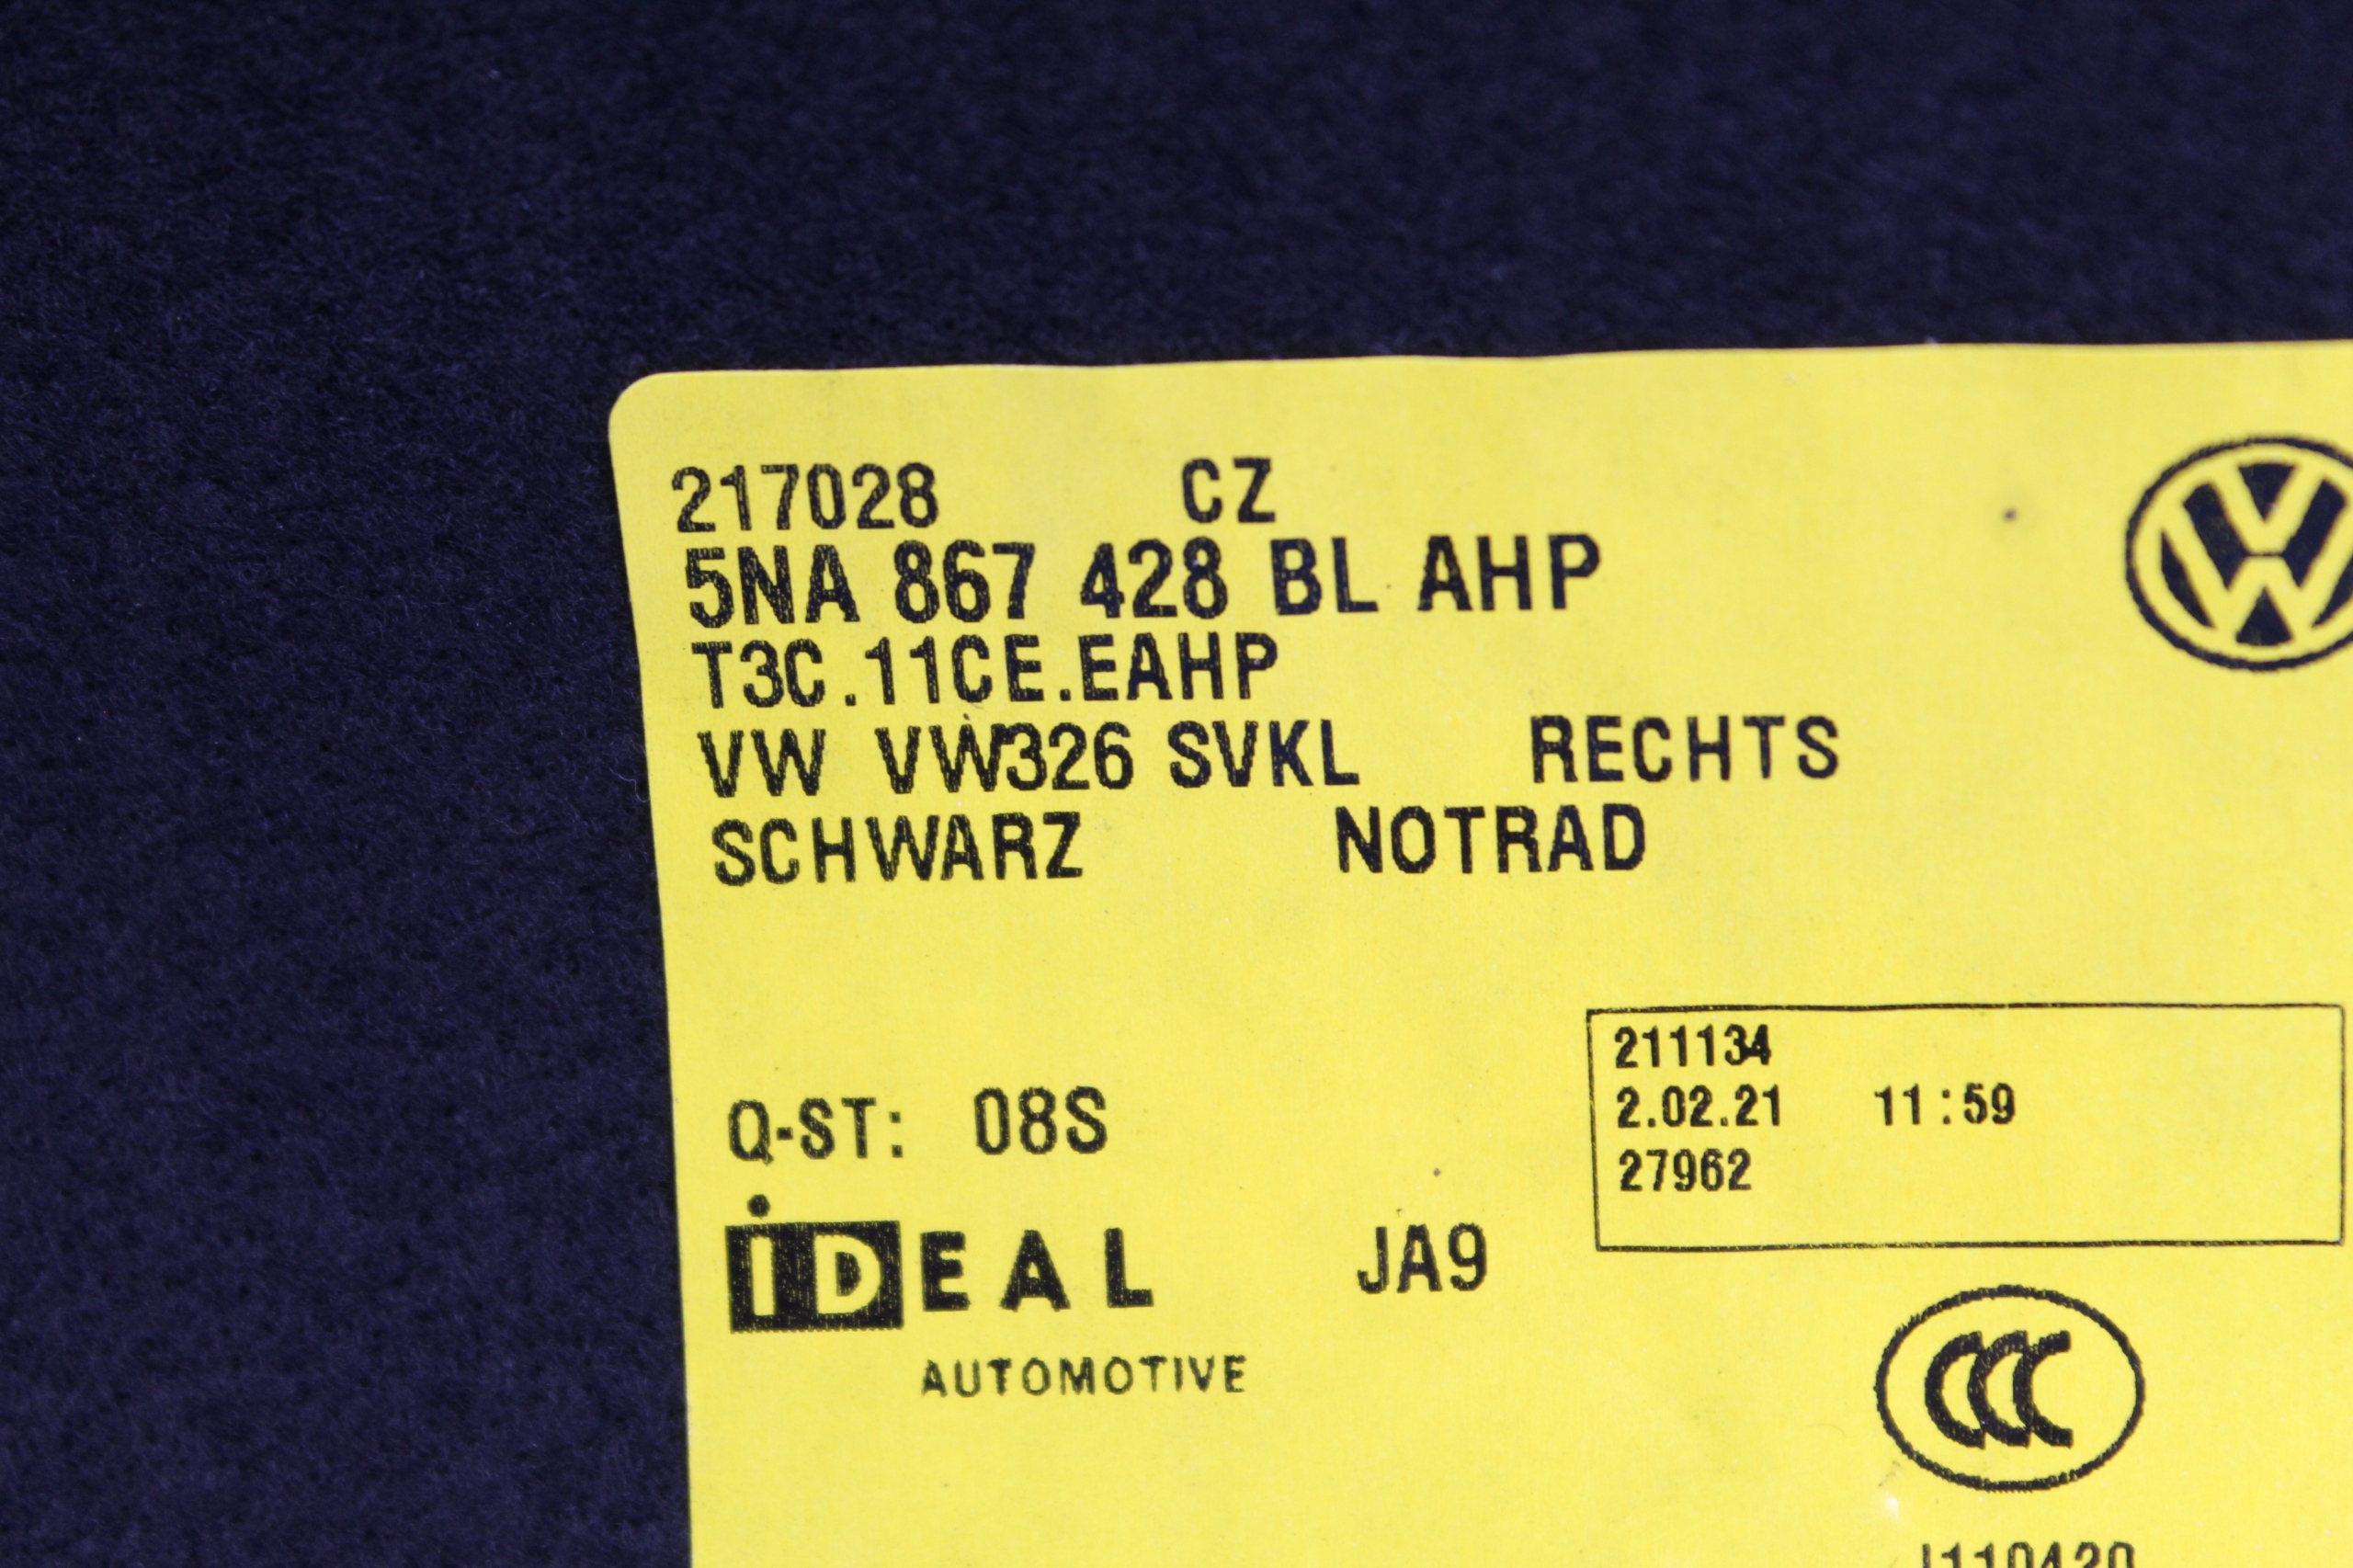 217028 CZ
5NA 867 428 BL AHP
T3C.11CE.EAHP
VW VW326 SVKL RECHTS
SCHWARZ NOTRAD
211134
2.02.21 11:59
27962
Q-ST: 08S
iDEAL JA9
AUTOMOTIVE
CCC